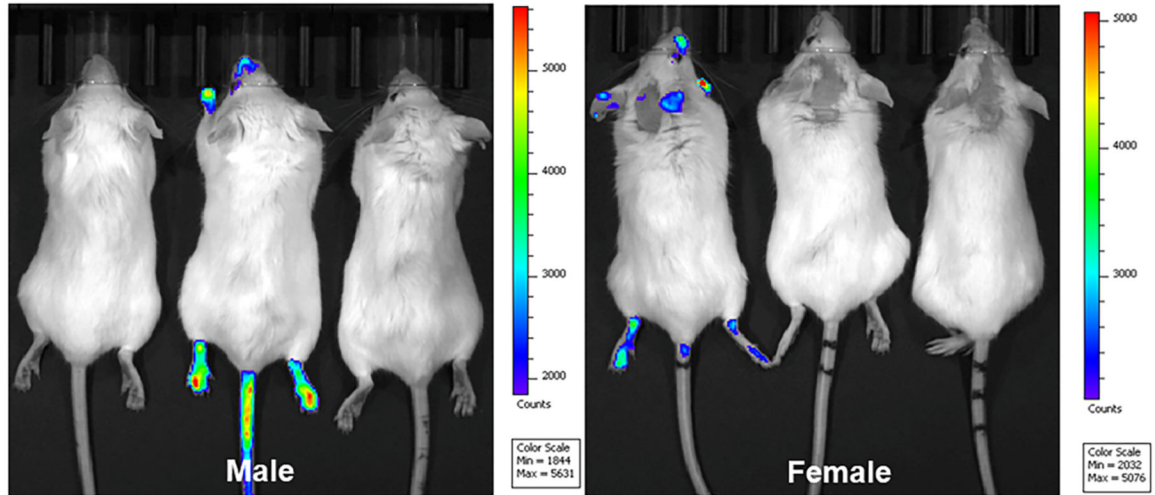 5000
4000
3000
2000
Counts
Color Scale
Min = 1844
Max = 5631
Male
5000
4000
3000
Counts
Color Scale
Min = 2032
Max = 5076
Female